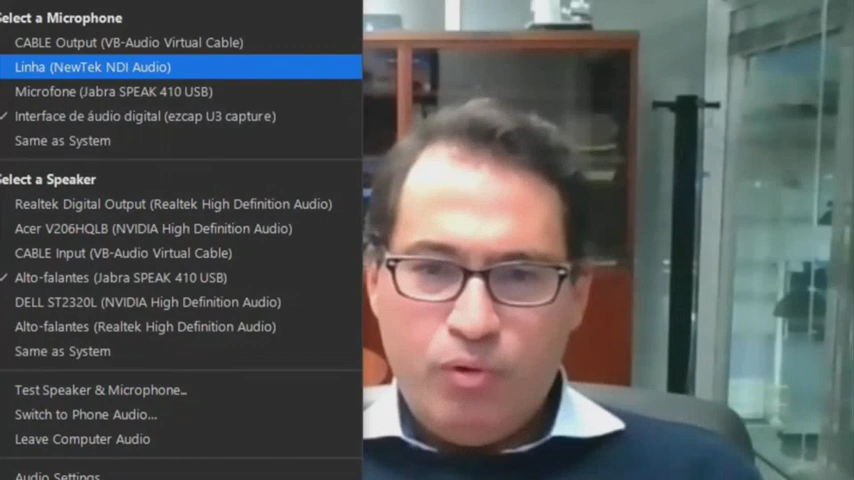 Select a Microphone
CABLE Output (VB-Audio Virtual Cable)
Linha (NewTek NDI Audio)
Microfone (Jabra SPEAK 410 USB)
Interface de áudio digital (ezcap U3 capture)
Same as System
Select a Speaker
Realtek Digital Output (Realtek High Definition Audio)
Acer V206HQLB (NVIDIA High Definition Audio)
CABLE Input (VB-Audio Virtual Cable)
Alto-falantes (Jabra SPEAK 410 USB)
DELL ST2320L (NVIDIA High Definition Audio)
Alto-falantes (Realtek High Definition Audio)
Same as System
Test Speaker & Microphone...
Switch to Phone Audio...
Leave Computer Audio
Audio Settings